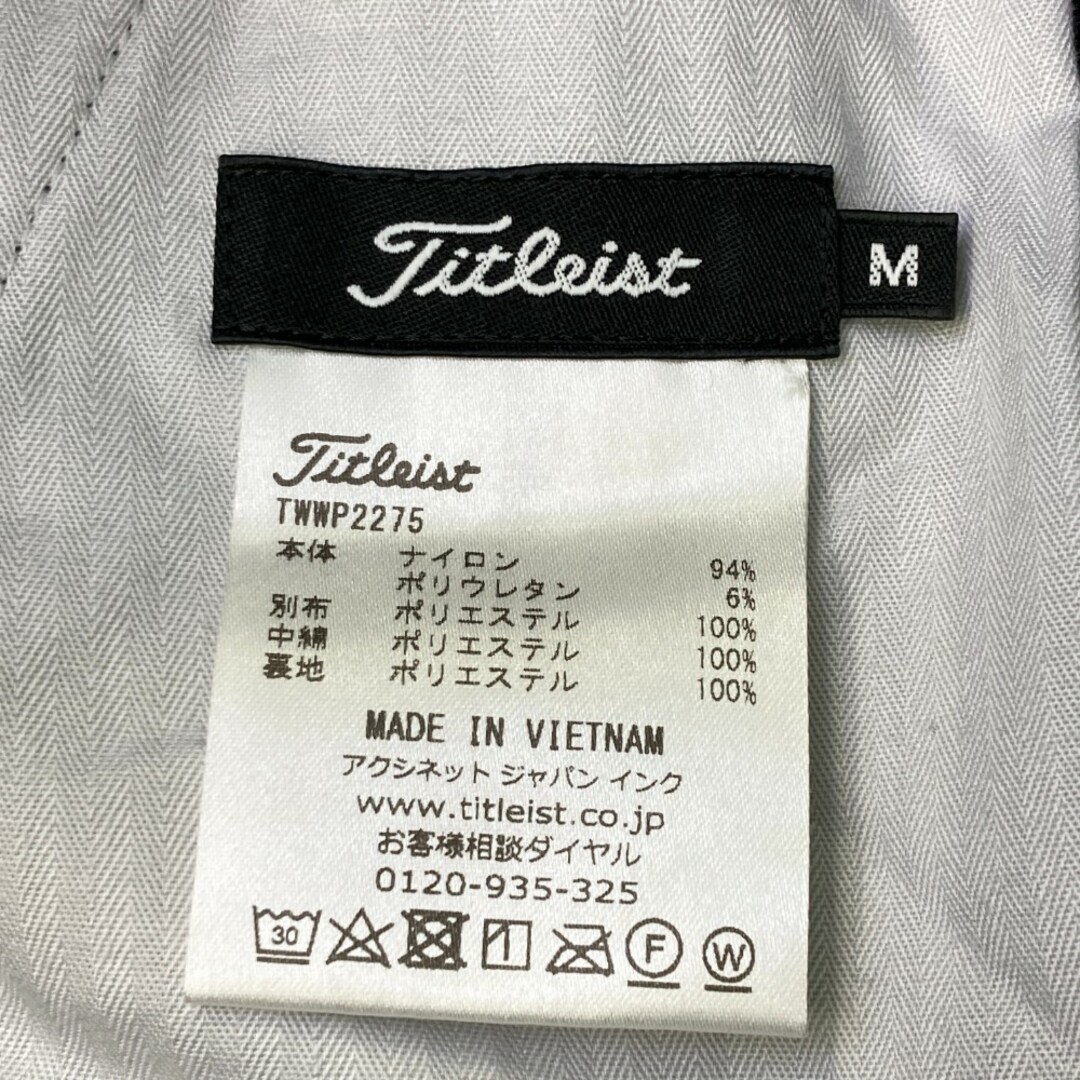 Titleist
M
Titleist
TWWP2275
本体 ナイロン 94%
ポリウレタン 6%
別布 ポリエステル 100%
中綿 ポリエステル 100%
裏地 ポリエステル 100%
MADE IN VIETNAM
アクシネット ジャパン インク
www.titleist.co.jp
お客様相談ダイヤル
0120-935-325
30 F W